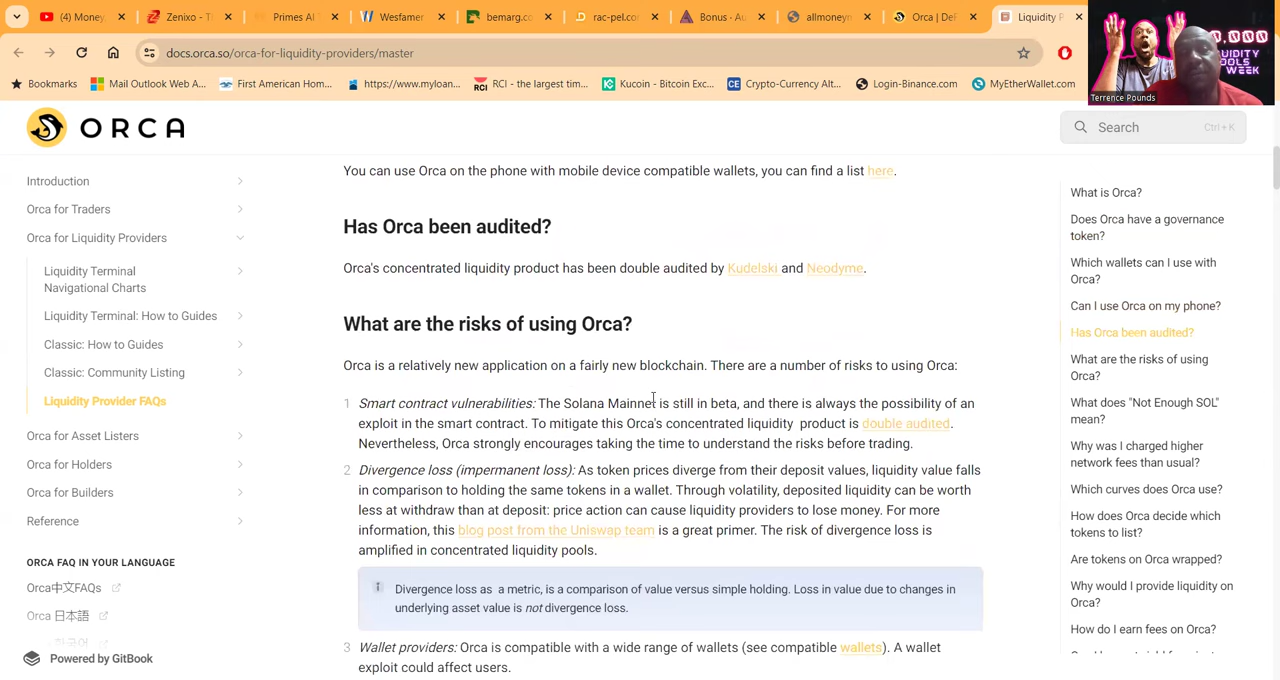 (4) Money
Zenixo - T
Primes AI
Wesfamer
bemarg.c
rac-pel.co
Bonus · Au
allmoney
Orca | De
Liquidity P
docs.orca.so/orca-for-liquidity-providers/master
Bookmarks
Mail Outlook Web A...
First American Hom...
https://www.myloan...
RCI - the largest tim...
Kucoin - Bitcoin Exc...
Crypto-Currency Alt...
Login-Binance.com
MyEtherWallet.com
WEEK
Terrence Pounds
ORCA
Search
Ctrl + K
Introduction
Orca for Traders
Orca for Liquidity Providers
Liquidity Terminal
Navigational Charts
Liquidity Terminal: How to Guides
Classic: How to Guides
Classic: Community Listing
Liquidity Provider FAQs
Orca for Asset Listers
Orca for Holders
Orca for Builders
Reference
ORCA FAQ IN YOUR LANGUAGE
Orca中文FAQs
Orca 日本語
한국어
Powered by GitBook
You can use Orca on the phone with mobile device compatible wallets, you can find a list here.
Has Orca been audited?
Orca's concentrated liquidity product has been double audited by Kudelski and Neodyme.
What are the risks of using Orca?
Orca is a relatively new application on a fairly new blockchain. There are a number of risks to using Orca:
1 Smart contract vulnerabilities: The Solana Mainnet is still in beta, and there is always the possibility of an
exploit in the smart contract. To mitigate this Orca's concentrated liquidity product is double audited.
Nevertheless, Orca strongly encourages taking the time to understand the risks before trading.
2 Divergence loss (impermanent loss): As token prices diverge from their deposit values, liquidity value falls
in comparison to holding the same tokens in a wallet. Through volatility, deposited liquidity can be worth
less at withdraw than at deposit: price action can cause liquidity providers to lose money. For more
information, this blog post from the Uniswap team is a great primer. The risk of divergence loss is
amplified in concentrated liquidity pools.
Divergence loss as a metric, is a comparison of value versus simple holding. Loss in value due to changes in
underlying asset value is not divergence loss.
3 Wallet providers: Orca is compatible with a wide range of wallets (see compatible wallets). A wallet
exploit could affect users.
What is Orca?
Does Orca have a governance
token?
Which wallets can I use with
Orca?
Can I use Orca on my phone?
Has Orca been audited?
What are the risks of using
Orca?
What does "Not Enough SOL"
mean?
Why was I charged higher
network fees than usual?
Which curves does Orca use?
How does Orca decide which
tokens to list?
Are tokens on Orca wrapped?
Why would I provide liquidity on
Orca?
How do I earn fees on Orca?